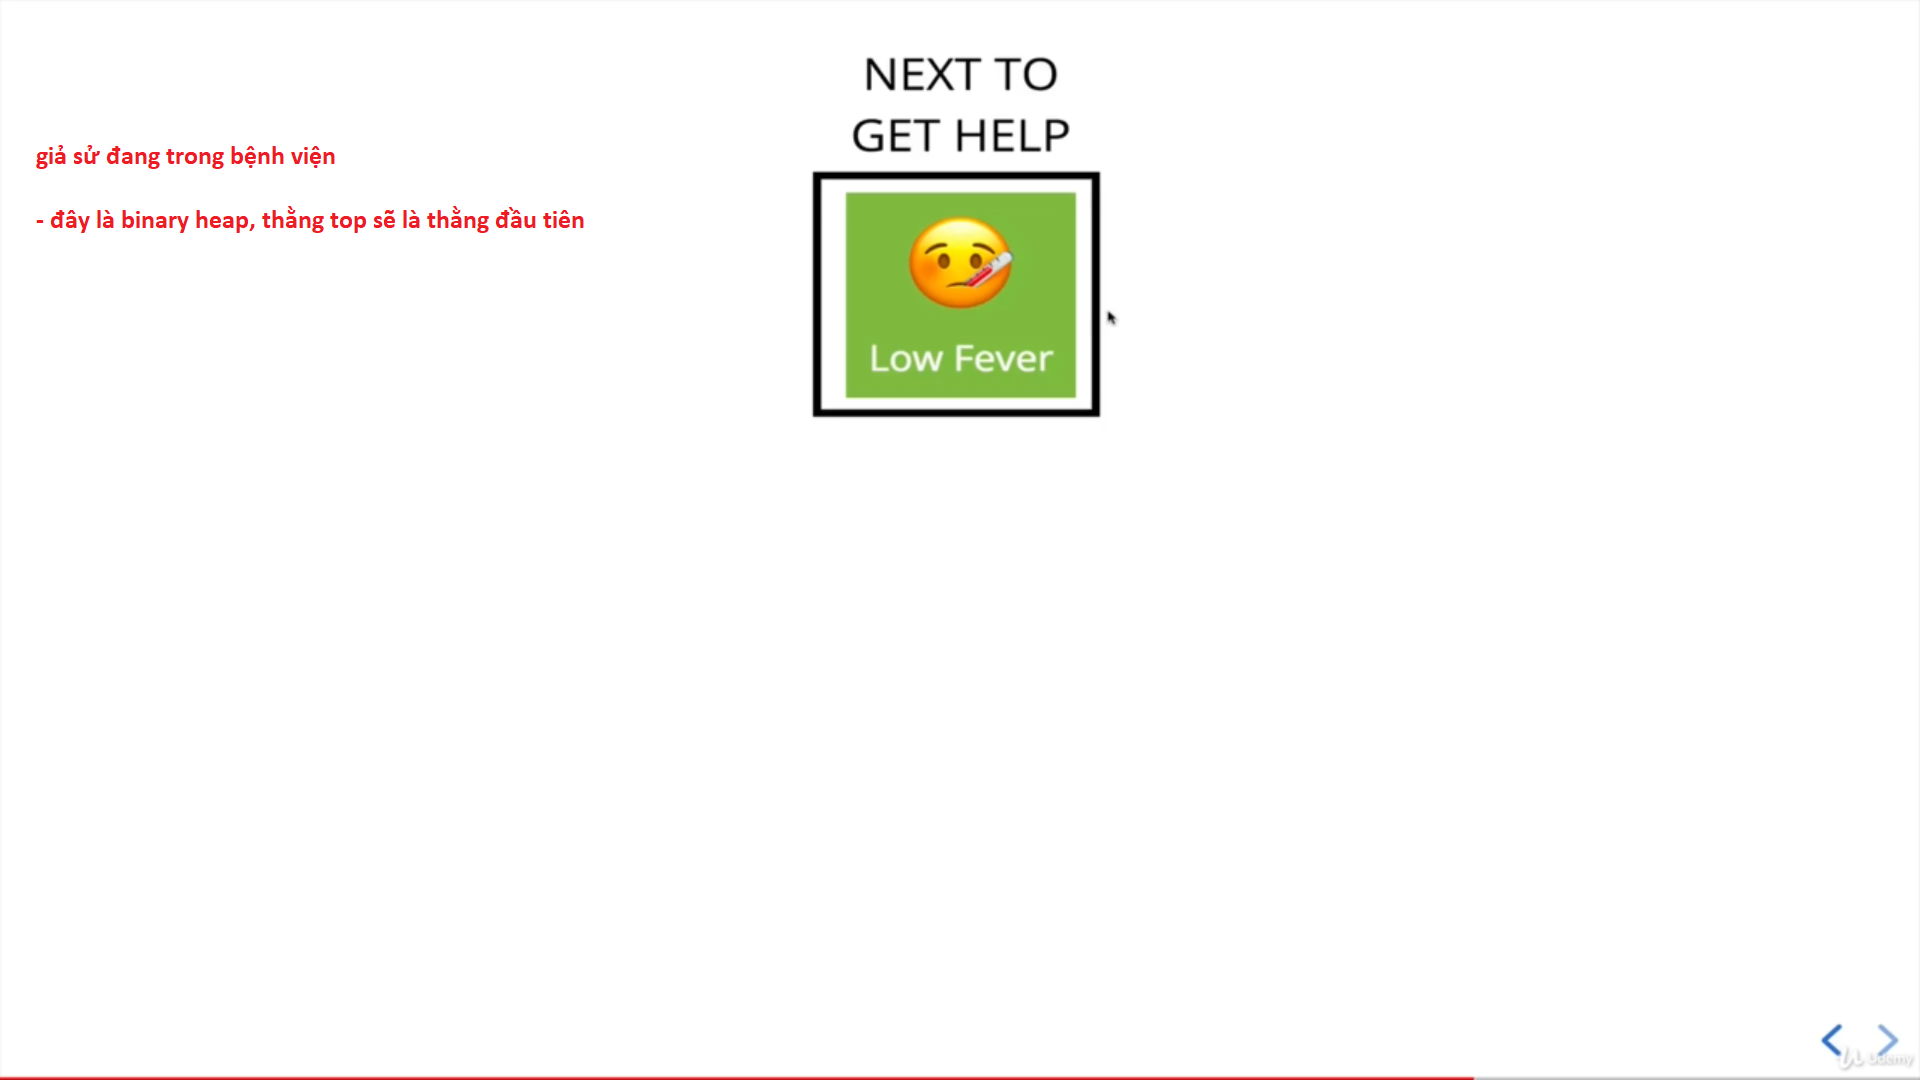 NEXT TO
GET HELP
giả sử đang trong bệnh viện
- đây là binary heap, thằng top sẽ là thằng đầu tiên
Low Fever
Udemy